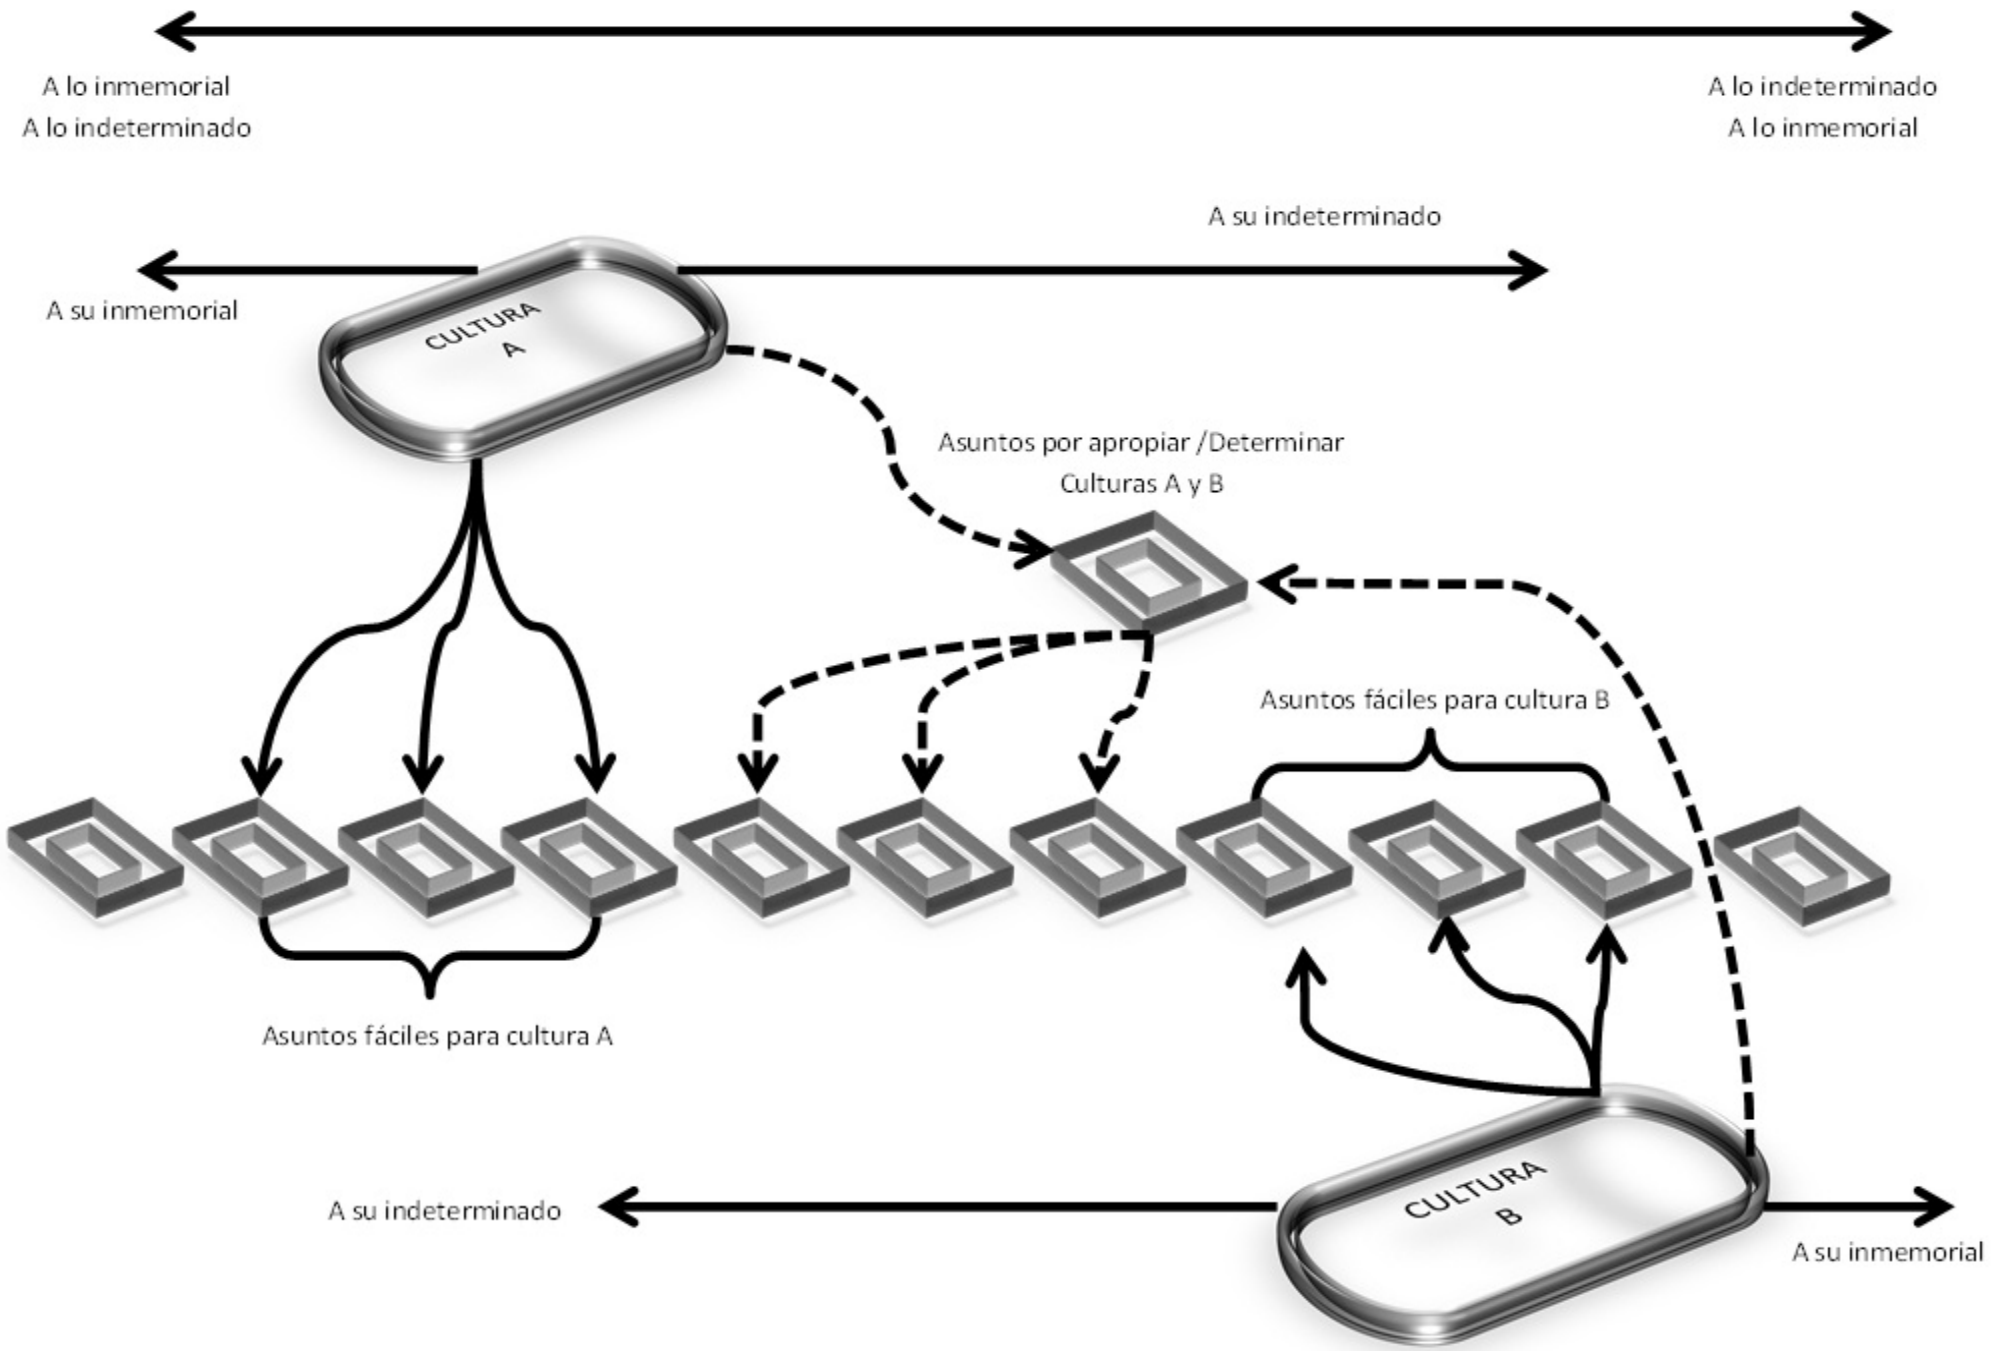 A lo inmemorial
A lo indeterminado
A lo indeterminado
A lo inmemorial
A su indeterminado
A su inmemorial
CULTURA
A
Asuntos por apropiar /Determinar
Culturas A y B
Asuntos fáciles para cultura B
Asuntos fáciles para cultura A
CULTURA
B
A su indeterminado
A su inmemorial